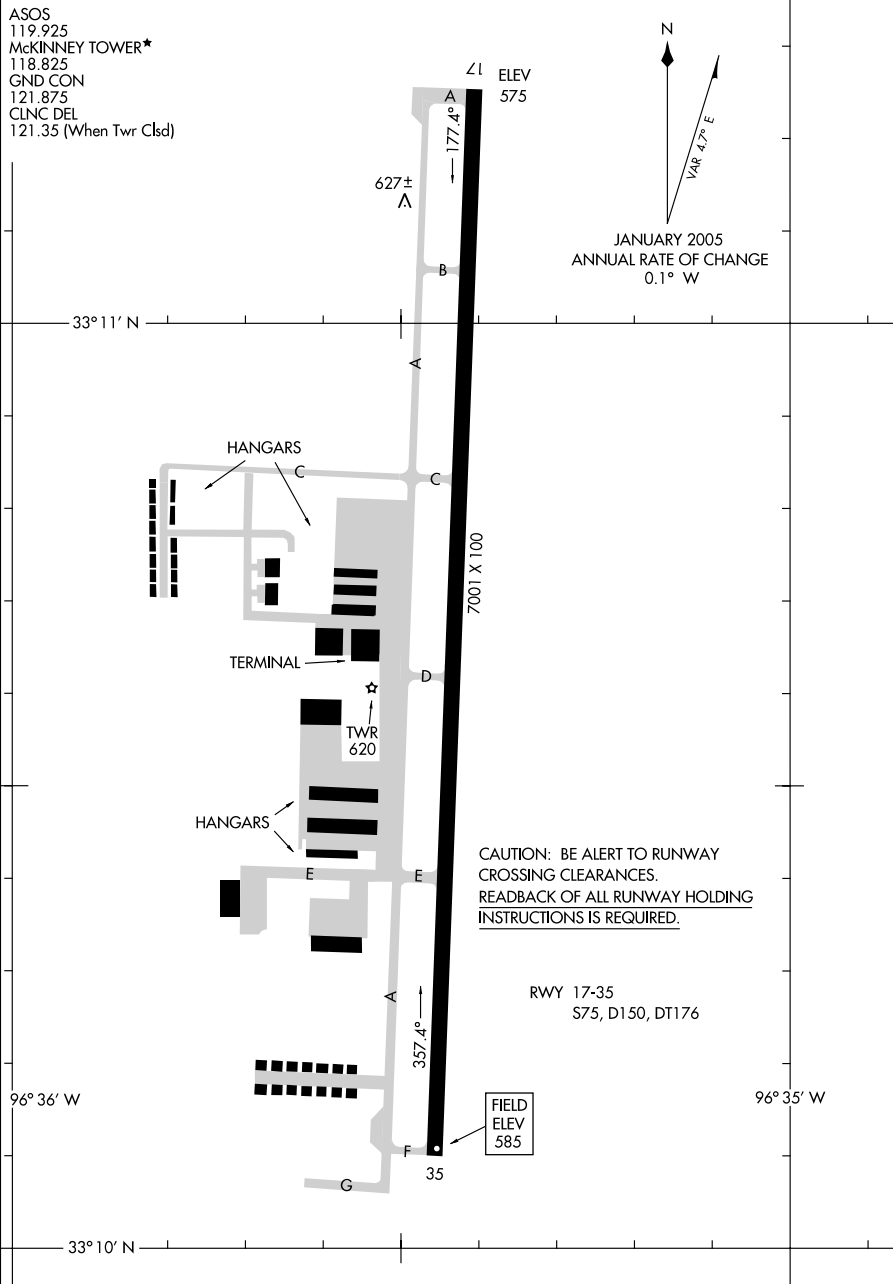 ASOS
119.925
McKINNEY TOWER★
118.825
GND CON
121.875
CLNC DEL
121.35 (When Twr Clsd)
N
VAR 4.7° E
JANUARY 2005
ANNUAL RATE OF CHANGE
0.1° W
17
ELEV
575
A
177.4°
627±
B
33° 11' N
A
HANGARS
C
C
7001 X 100
TERMINAL
D
TWR
620
HANGARS
E
E
CAUTION: BE ALERT TO RUNWAY
CROSSING CLEARANCES.
READBACK OF ALL RUNWAY HOLDING
INSTRUCTIONS IS REQUIRED.
A
357.4°
RWY 17-35
S75, D150, DT176
96° 36' W
96° 35' W
FIELD
ELEV
585
F
35
G
33° 10' N